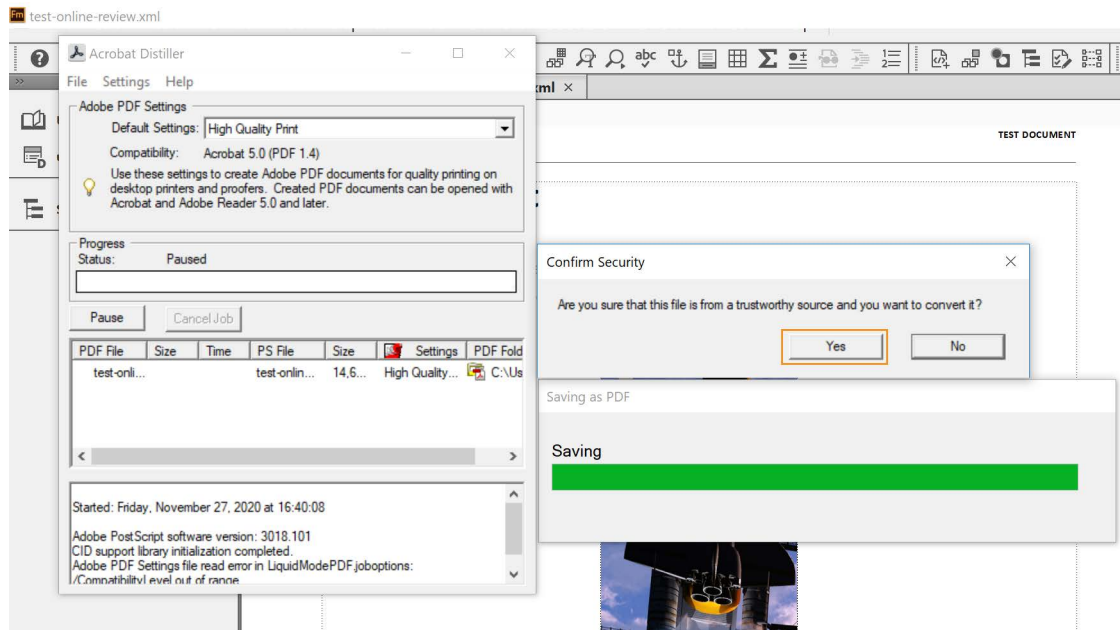 Fm test-online-review.xml
Acrobat Distiller
File Settings Help
Adobe PDF Settings
Default Settings: High Quality Print
Compatibility: Acrobat 5.0 (PDF 1.4)
Use these settings to create Adobe PDF documents for quality printing on
desktop printers and proofers. Created PDF documents can be opened with
Acrobat and Adobe Reader 5.0 and later.
Progress
Status: Paused
Pause Cancel Job
PDF File Size Time PS File Size Settings PDF Fold
test-onli... test-onlin... 14,6... High Quality... C:\Us
Started: Friday, November 27, 2020 at 16:40:08
Adobe PostScript software version: 3018.101
CID support library initialization completed.
Adobe PDF Settings file read error in LiquidModePDF.joboptions:
/CompatibilityLevel out of range
abc
ml ×
TEST DOCUMENT
Confirm Security
Are you sure that this file is from a trustworthy source and you want to convert it?
Yes No
Saving as PDF
Saving